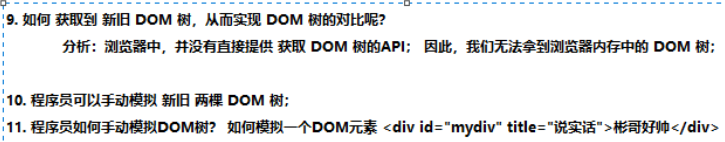 9. 如何 获取到 新旧 DOM 树，从而实现 DOM 树的对比呢?
分析：浏览器中，并没有直接提供 获取 DOM 树的API； 因此，我们无法拿到浏览器内存中的 DOM 树；
10. 程序员可以手动模拟 新旧 两棵 DOM 树；
11. 程序员如何手动模拟DOM树？ 如何模拟一个DOM元素 <div id="mydiv" title="说实话">彬哥好帅</div>